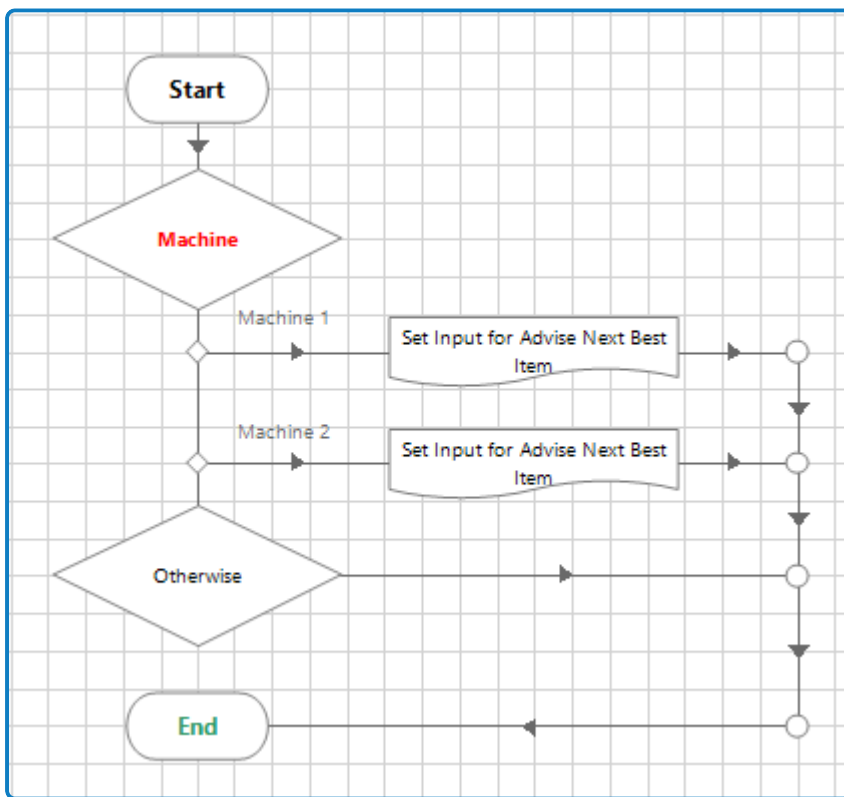 Start
Machine
Machine 1
Set Input for Advise Next Best
Item
Machine 2
Set Input for Advise Next Best
Item
Otherwise
End